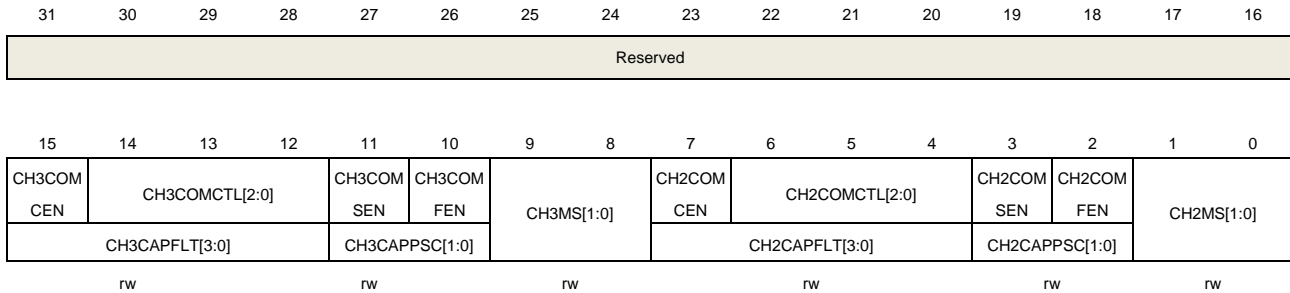 31 30 29 28 27 26 25 24 23 22 21 20 19 18 17 16
Reserved
15 14 13 12 11 10 9 8 7 6 5 4 3 2 1 0
CH3COM CEN CH3COMCTL[2:0] CH3COM SEN CH3COM FEN CH3MS[1:0] CH2COM CEN CH2COMCTL[2:0] CH2COM SEN CH2COM FEN CH2MS[1:0]
CH3CAPFLT[3:0] CH3CAPPSC[1:0] CH2CAPFLT[3:0] CH2CAPPSC[1:0]
rw rw rw rw rw rw